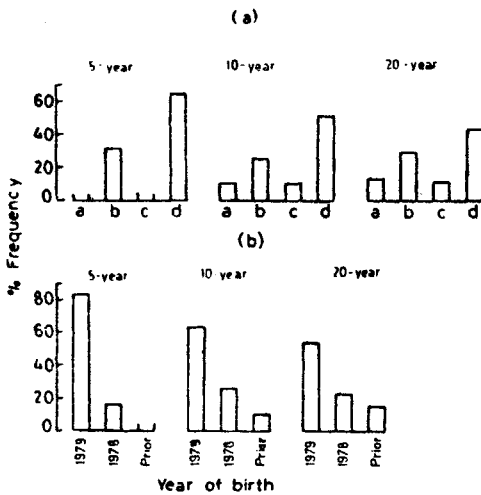 (a)
5-year 10-year 20-year
60
40
20
0
a b c d a b c d a b c d
% Frequency
(b)
5-year 10-year 20-year
80
60
40
20
0
1979 1978 Prior 1979 1978 Prior 1979 1978 Prior
Year of birth